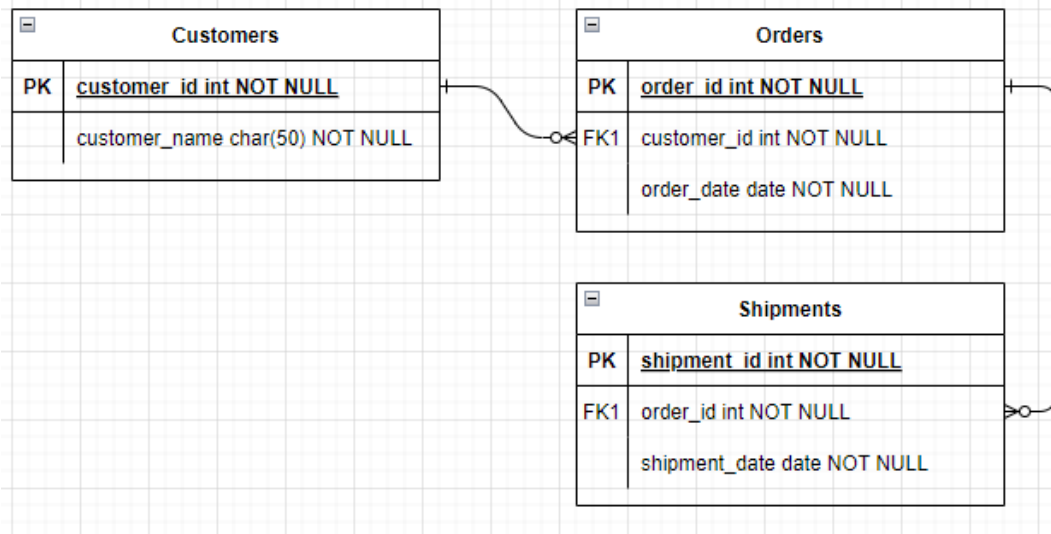 Customers
PK customer_id int NOT NULL
customer_name char(50) NOT NULL
Orders
PK order_id int NOT NULL
FK1 customer_id int NOT NULL
order_date date NOT NULL
Shipments
PK shipment_id int NOT NULL
FK1 order_id int NOT NULL
shipment_date date NOT NULL